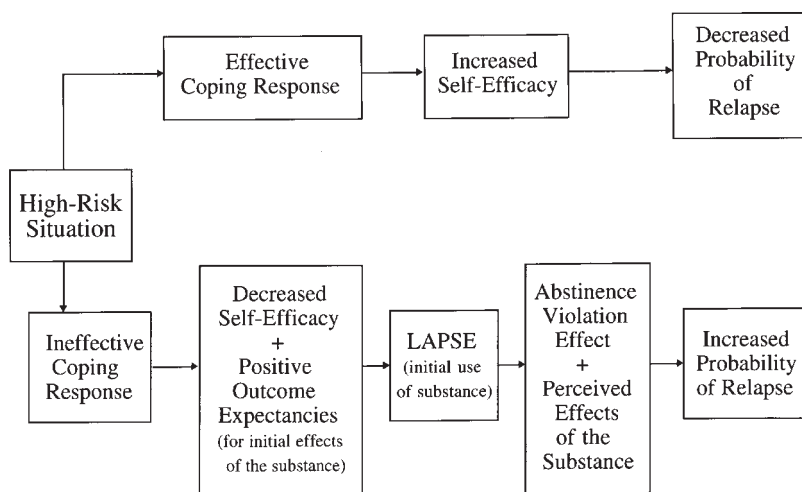 Effective
Coping Response
Increased
Self-Efficacy
Decreased
Probability
of
Relapse
High-Risk
Situation
Ineffective
Coping
Response
Decreased
Self-Efficacy
+
Positive
Outcome
Expectancies
(for initial effects
of the substance)
LAPSE
(initial use
of substance)
Abstinence
Violation
Effect
+
Perceived
Effects
of the
Substance
Increased
Probability
of Relapse